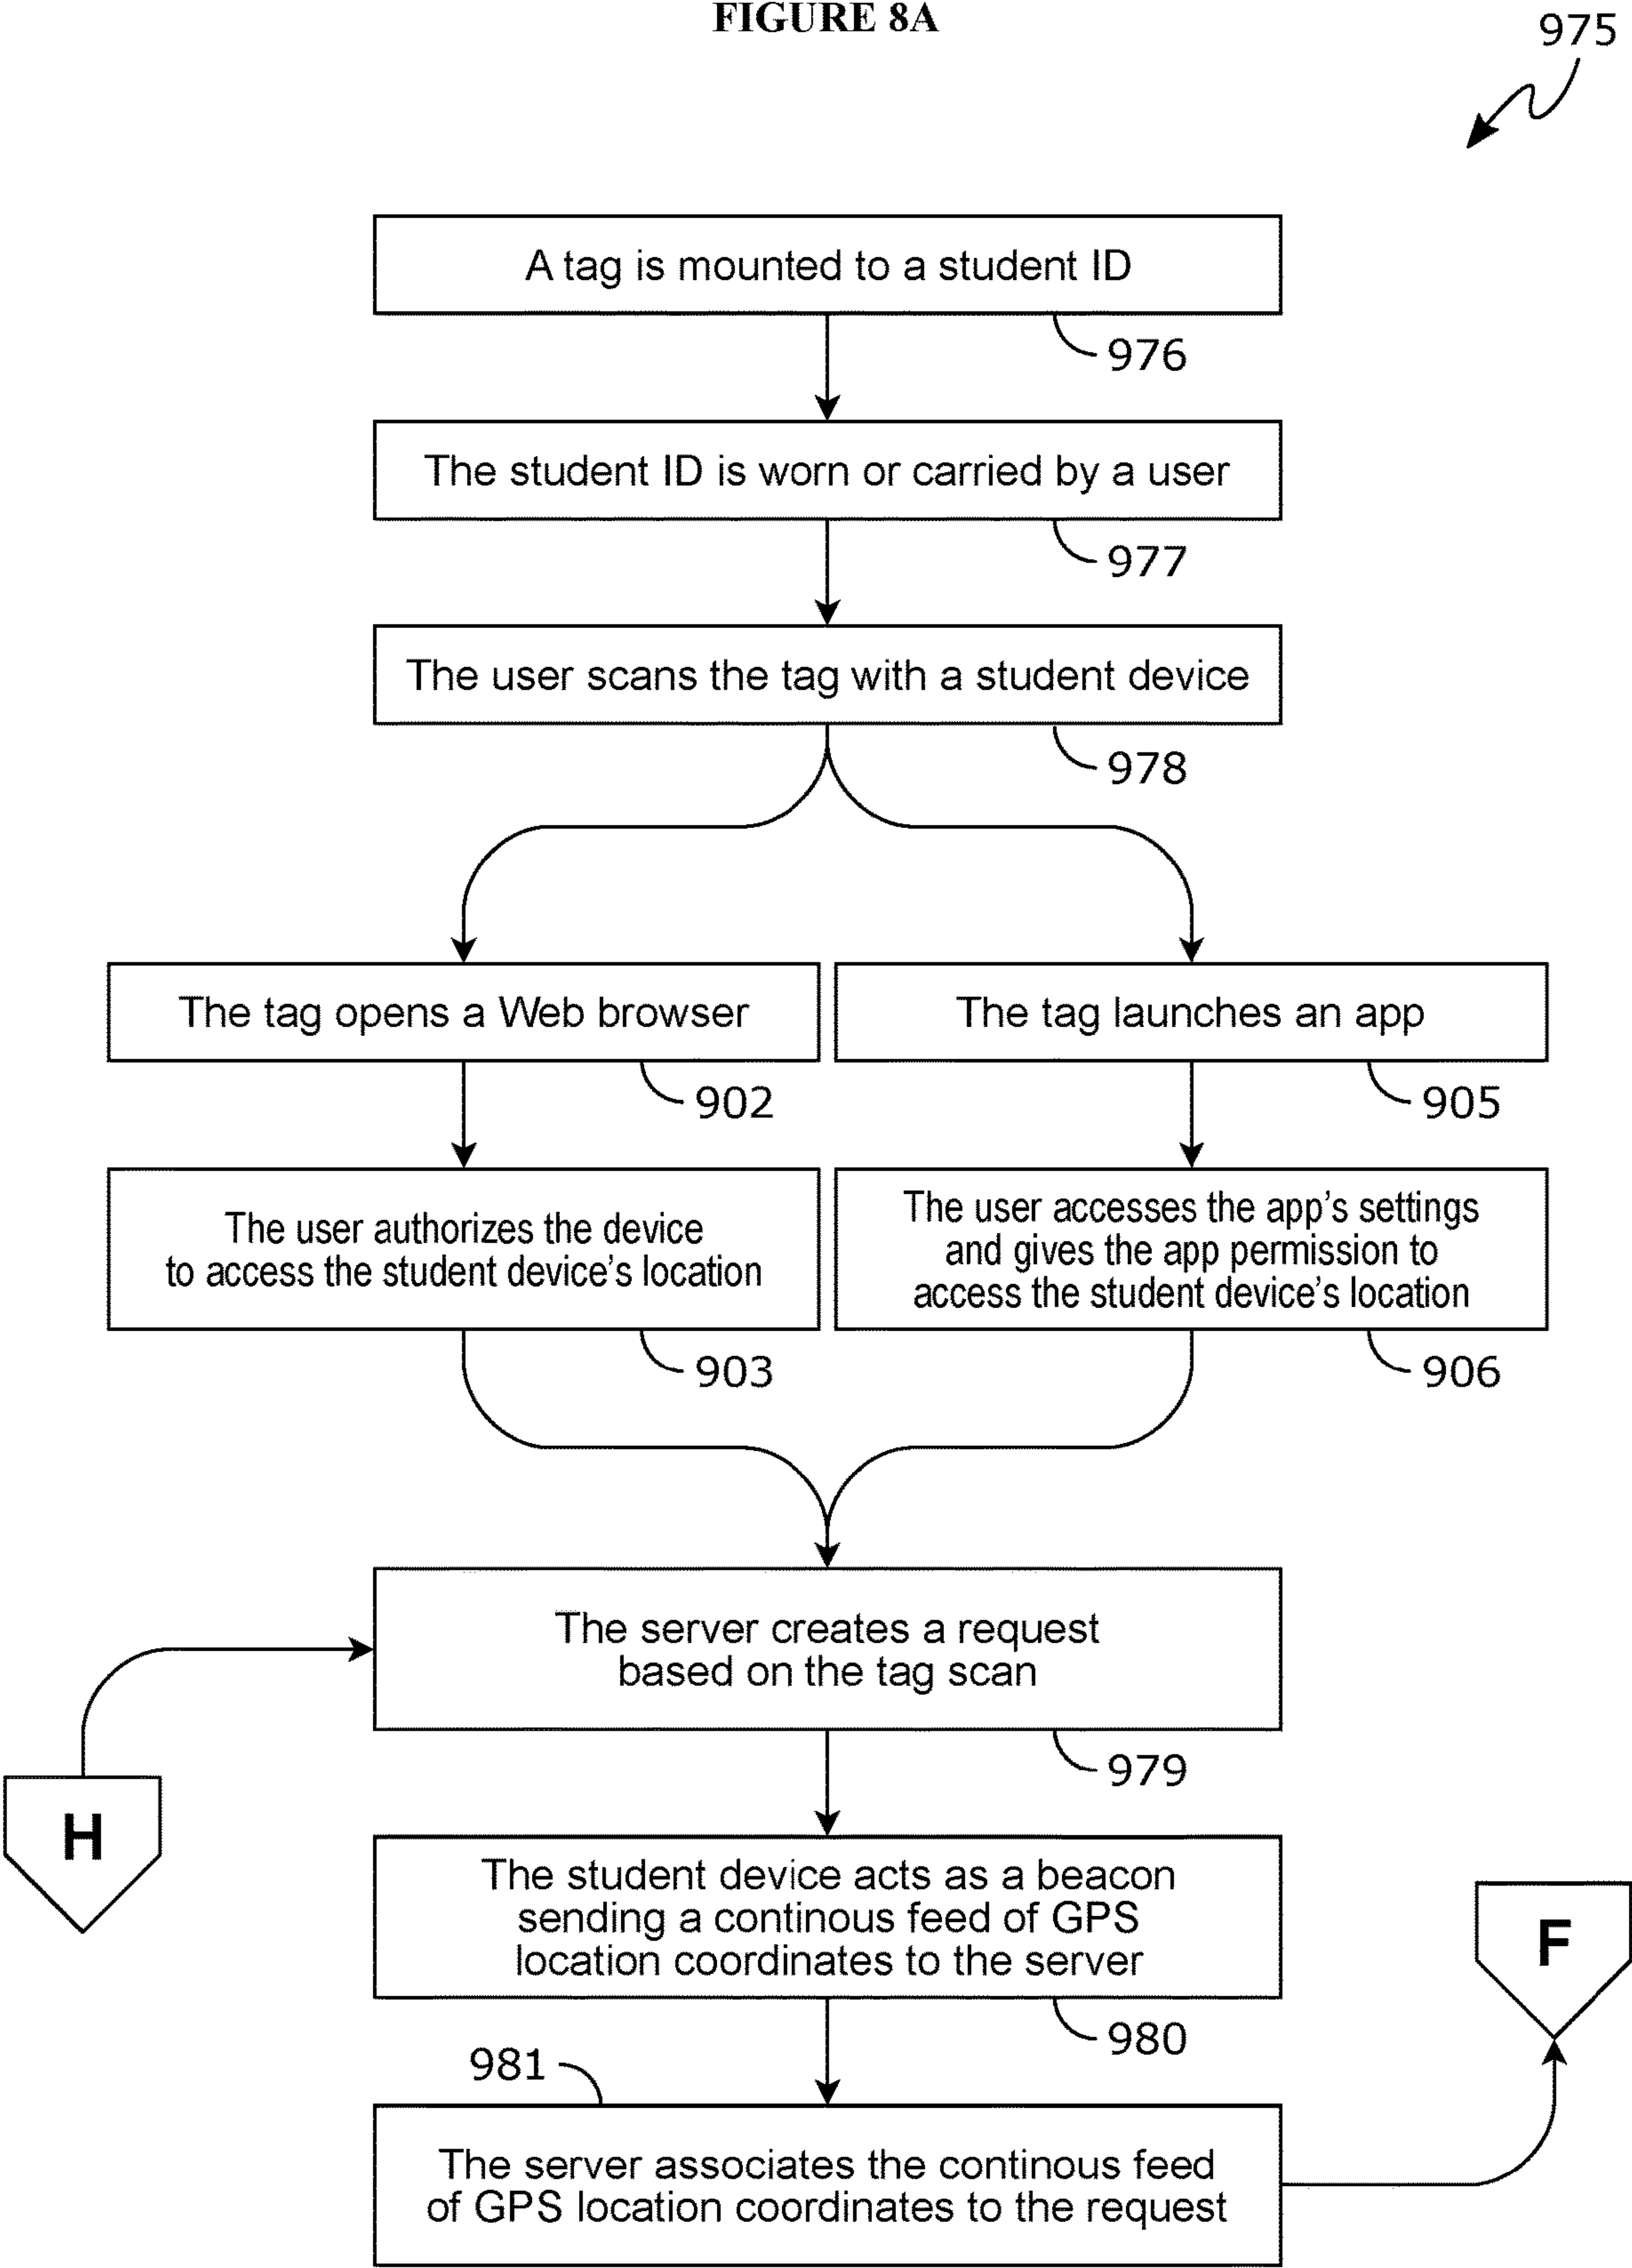 FIGURE 8A
975
A tag is mounted to a student ID
976
The student ID is worn or carried by a user
977
The user scans the tag with a student device
978
The tag opens a Web browser
902
The tag launches an app
905
The user authorizes the device
to access the student device's location
903
The user accesses the app's settings
and gives the app permission to
access the student device's location
906
The server creates a request
based on the tag scan
979
H
The student device acts as a beacon
sending a continous feed of GPS
location coordinates to the server
980
F
981
The server associates the continous feed
of GPS location coordinates to the request